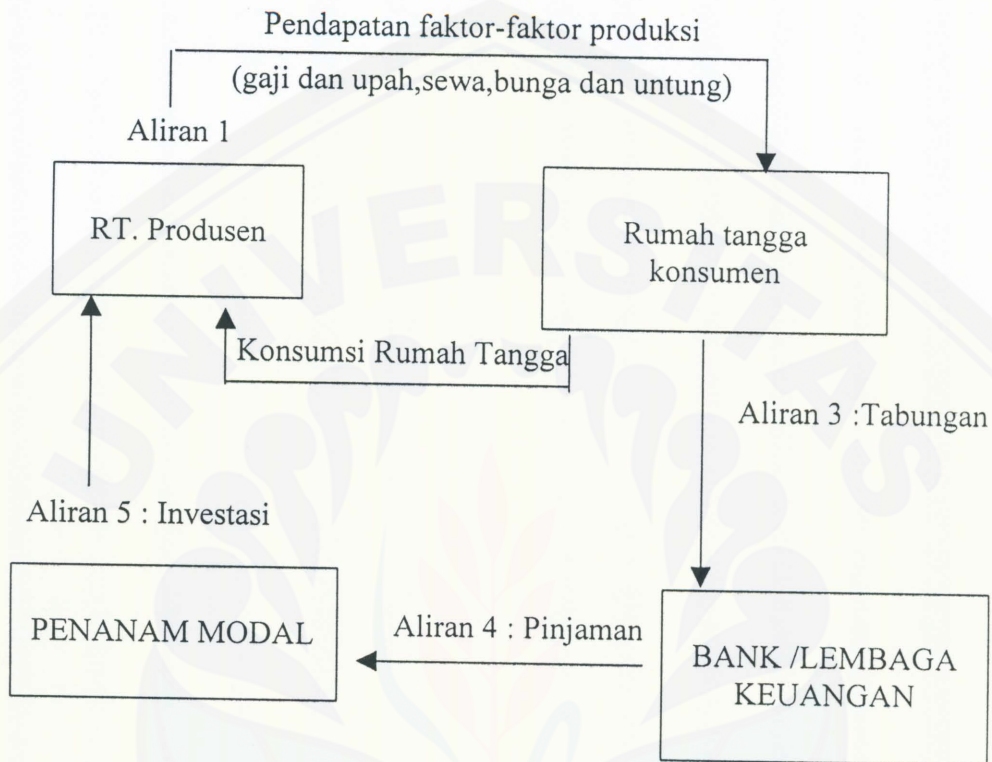 Pendapatan faktor-faktor produksi
(gaji dan upah,sewa,bunga dan untung)
Aliran 1
RT. Produsen
Rumah tangga
konsumen
Konsumsi Rumah Tangga
Aliran 3 :Tabungan
Aliran 5 : Investasi
PENANAM MODAL
Aliran 4 : Pinjaman
BANK /LEMBAGA
KEUANGAN
UNIVERSITAS